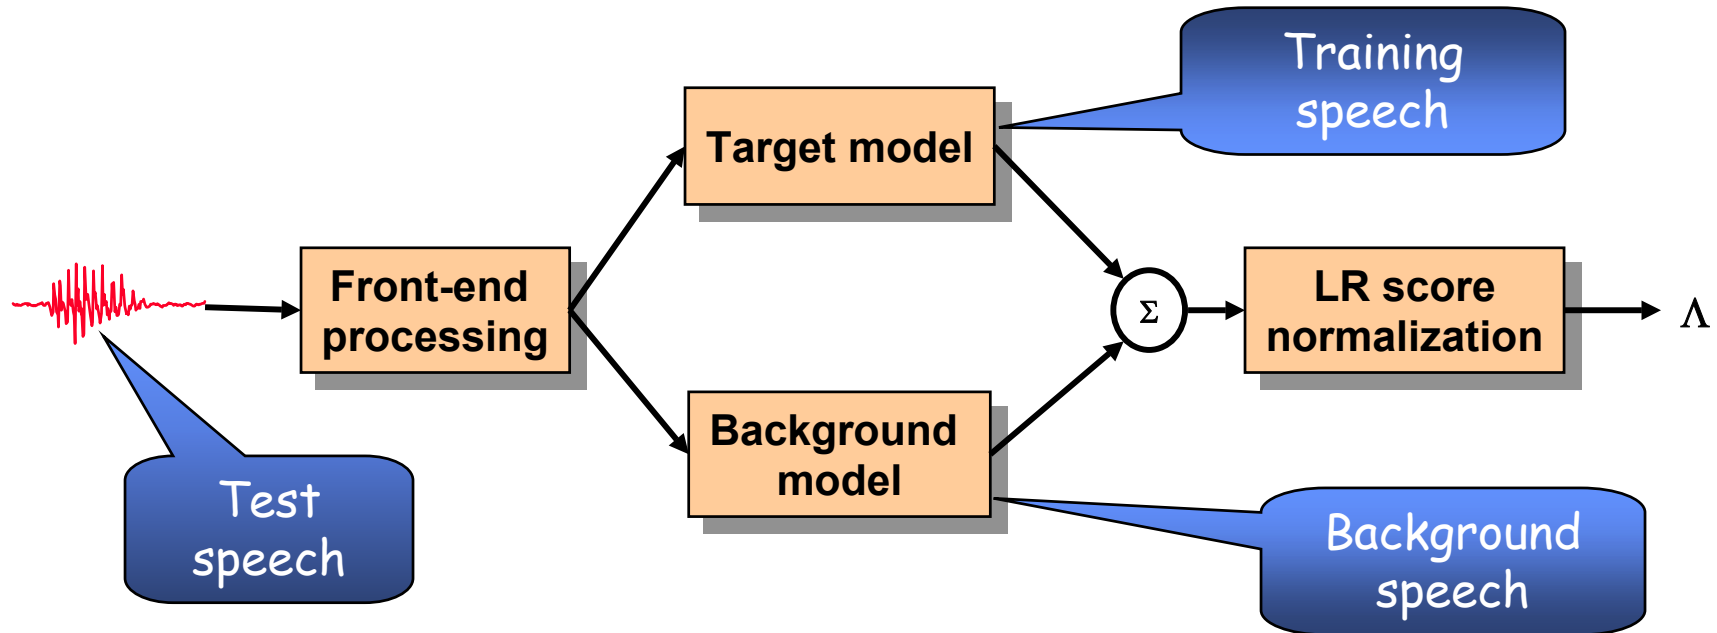 Training
speech
Target model
Front-end
processing
Σ
LR score
normalization
Λ
Background
model
Test
speech
Background
speech